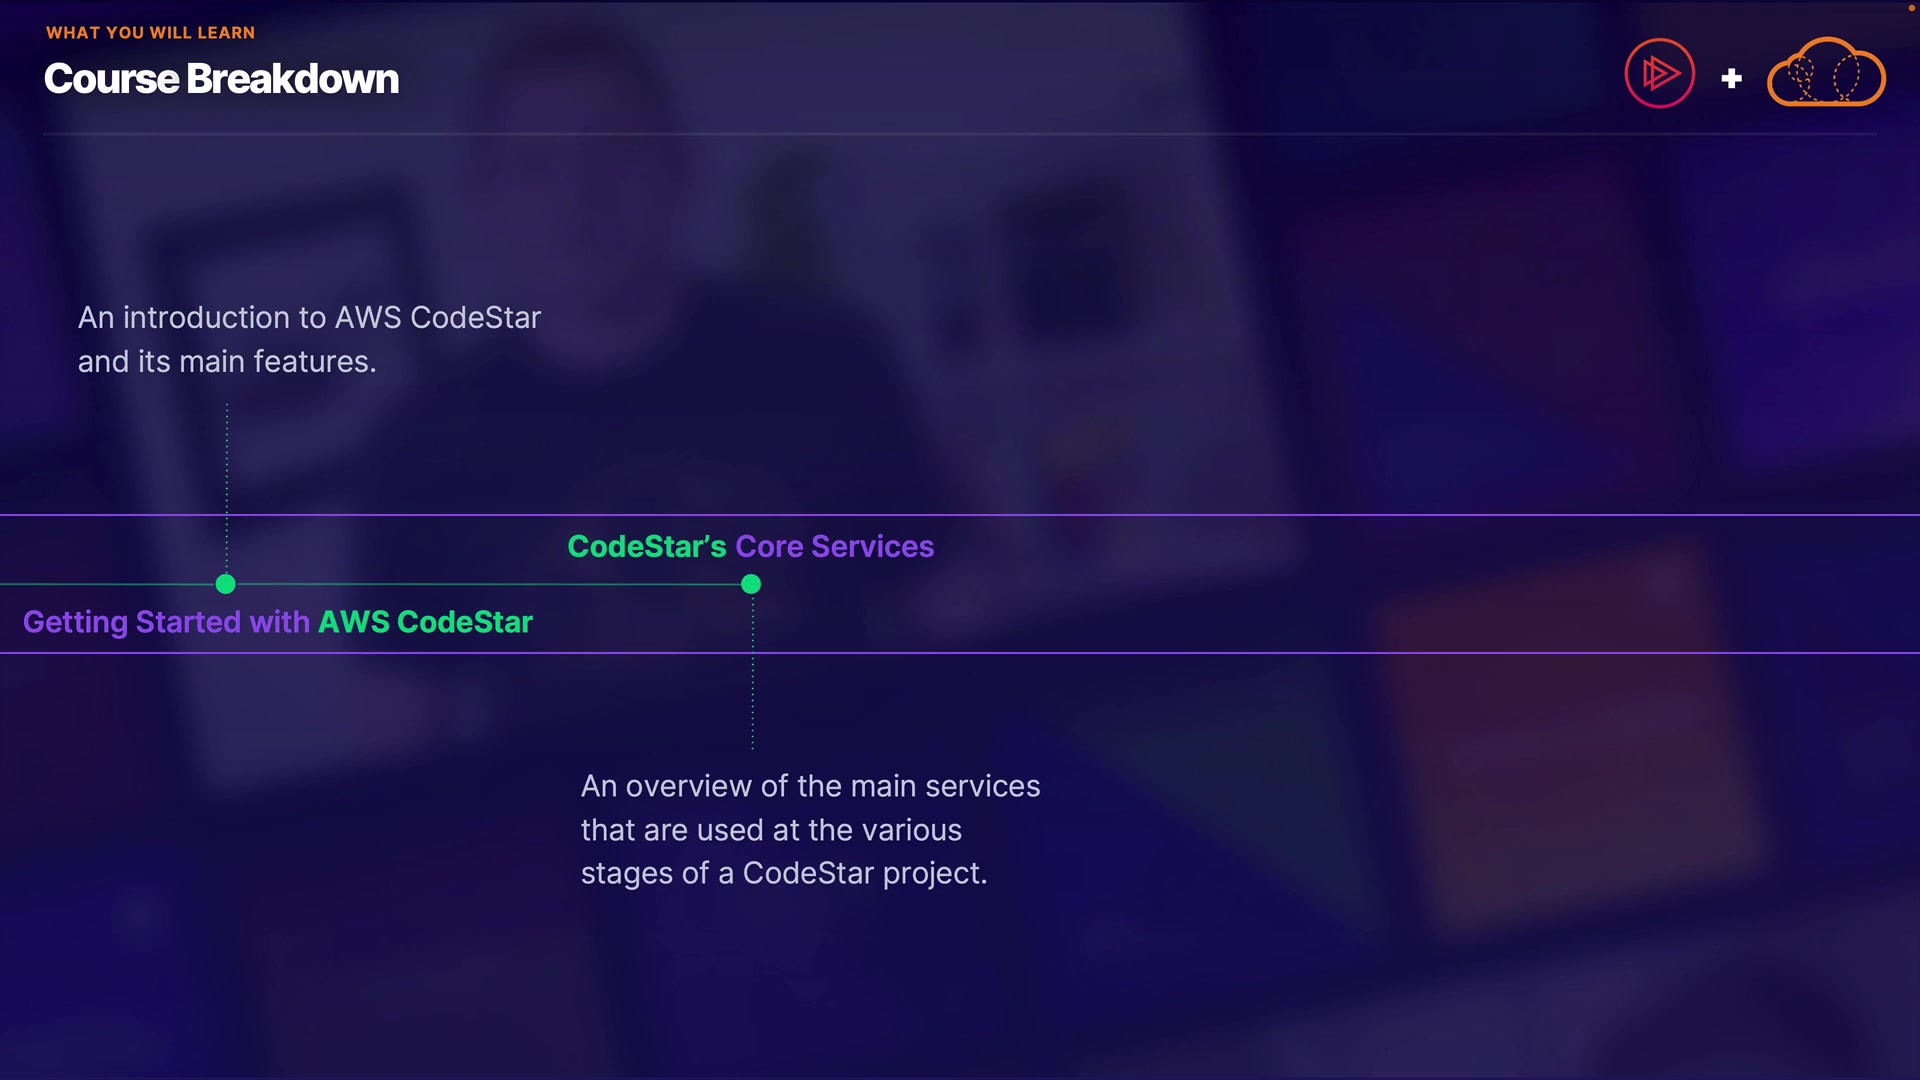 WHAT YOU WILL LEARN
Course Breakdown
An introduction to AWS CodeStar
and its main features.
CodeStar’s Core Services
Getting Started with AWS CodeStar
An overview of the main services
that are used at the various
stages of a CodeStar project.